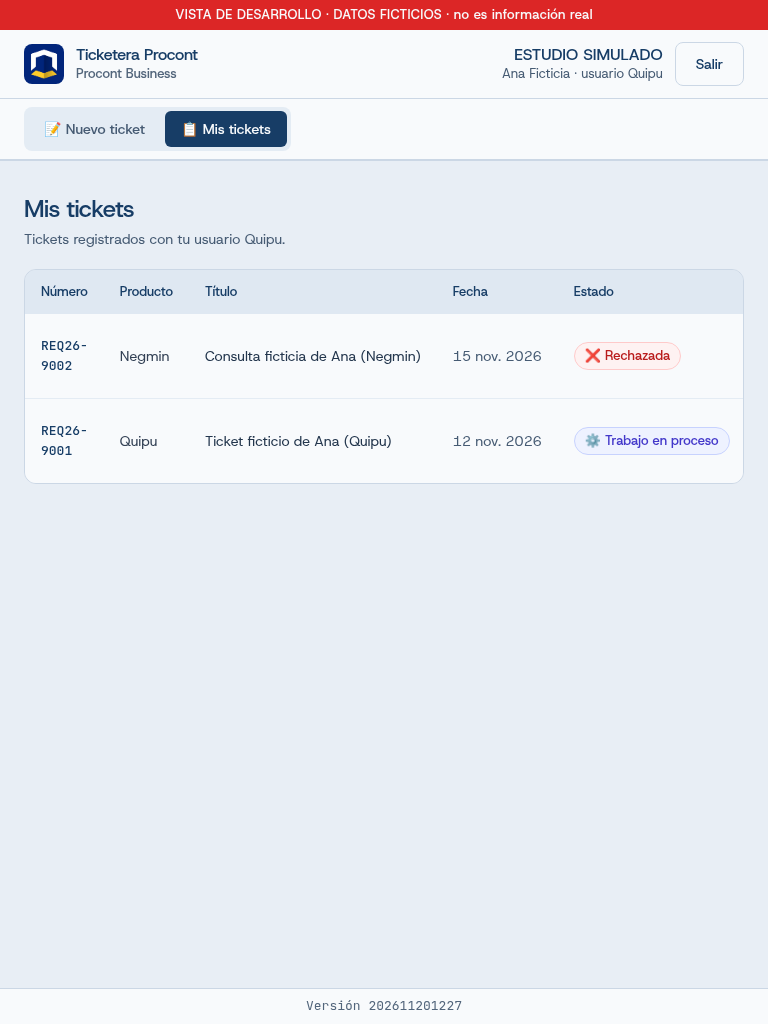 VISTA DE DESARROLLO · DATOS FICTICIOS · no es información real
Ticketera Procont
Procont Business
ESTUDIO SIMULADO
Ana Ficticia · usuario Quipu
Salir
📝 Nuevo ticket
📋 Mis tickets
Mis tickets
Tickets registrados con tu usuario Quipu.
Número Producto Título Fecha Estado
REQ26-
9002
Negmin Consulta ficticia de Ana (Negmin) 15 nov. 2026 ❌ Rechazada
REQ26-
9001
Quipu Ticket ficticio de Ana (Quipu) 12 nov. 2026 ⚙️ Trabajo en proceso
Versión 202611201227